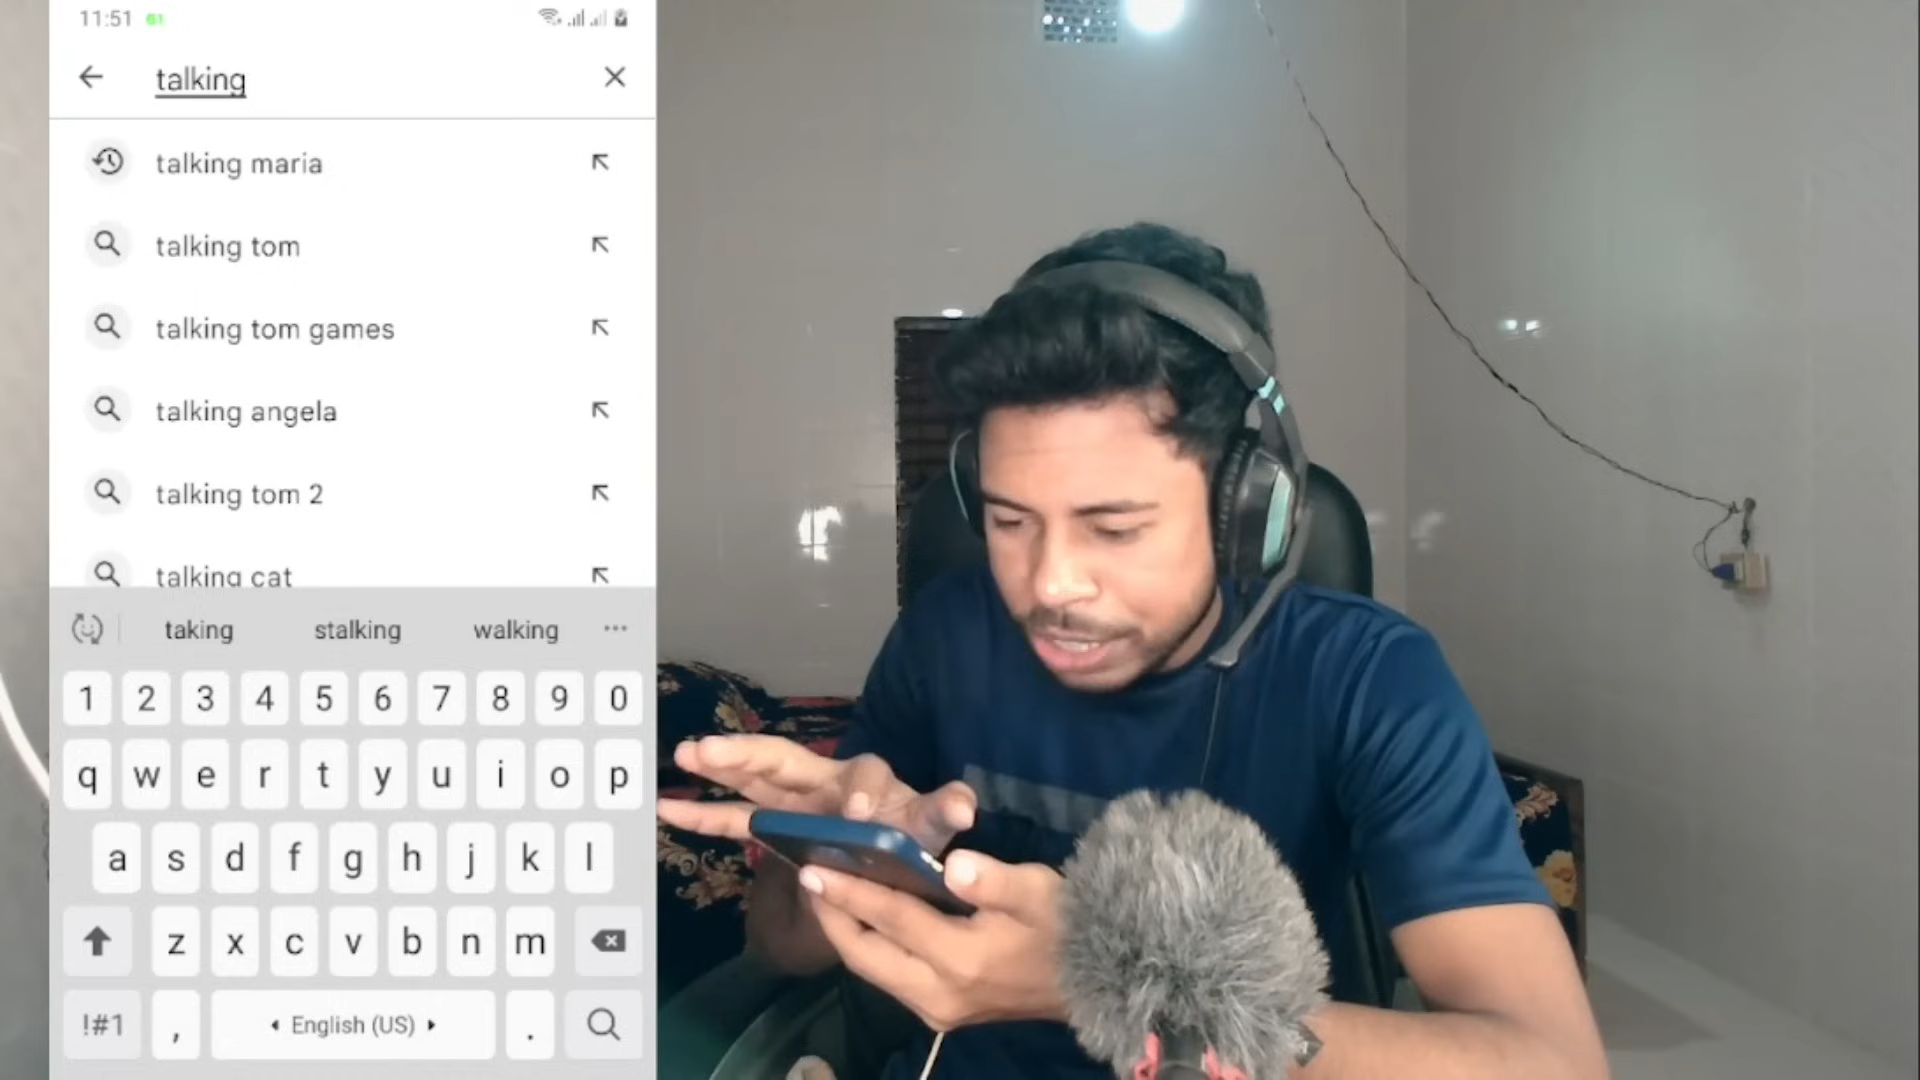 11:51 61
talking
talking maria
talking tom
talking tom games
talking angela
talking tom 2
talking cat
taking stalking walking
1 2 3 4 5 6 7 8 9 0
q w e r t y u i o p
a s d f g h j k l
z x c v b n m
!#1 , English (US) .